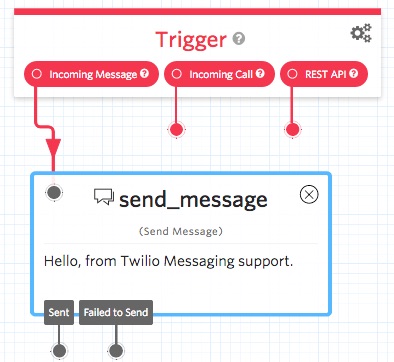 Trigger ?
Incoming Message ? Incoming Call ? REST API ?
send_message
(Send Message)
Hello, from Twilio Messaging support.
Sent Failed to Send